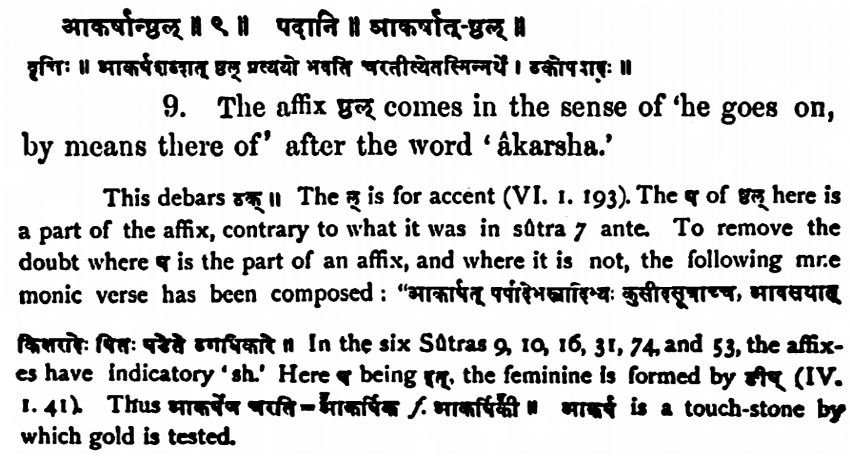 आकर्षान्ष्ठल् ॥ ९ ॥ पदानि ॥ आकर्षात्-ष्ठल् ॥
वृत्तिः ॥ आकर्षशब्दात् ष्ठल् प्रत्ययो भवति चरतीत्येतस्मिन्नर्थे । ठकोपवादः ॥
9. The affix ष्ठल् comes in the sense of ‘he goes on,
by means there of’ after the word ‘âkarsha.’
This debars ठक् ॥ The ल् is for accent (VI. 1. 193). The ष of ष्ठल् here is
a part of the affix, contrary to what it was in sûtra 7 ante. To remove the
doubt where ष is the part of an affix, and where it is not, the following mne
monic verse has been composed : “आकर्षात् पर्पादेर्भस्त्रादिभ्यः कुसीदसूत्राच्च, आवसथात्
किशरादेः षितः षडेते ठगधिकारे ॥ In the six Sûtras 9, 10, 16, 31, 74, and 53, the affix-
es have indicatory ‘sh.’ Here ष being इत्, the feminine is formed by ङीष् (IV.
1. 41). Thus आकर्षेण चरति = आकर्षिक f. आकर्षिकी ॥ आकर्ष is a touch-stone by
which gold is tested.